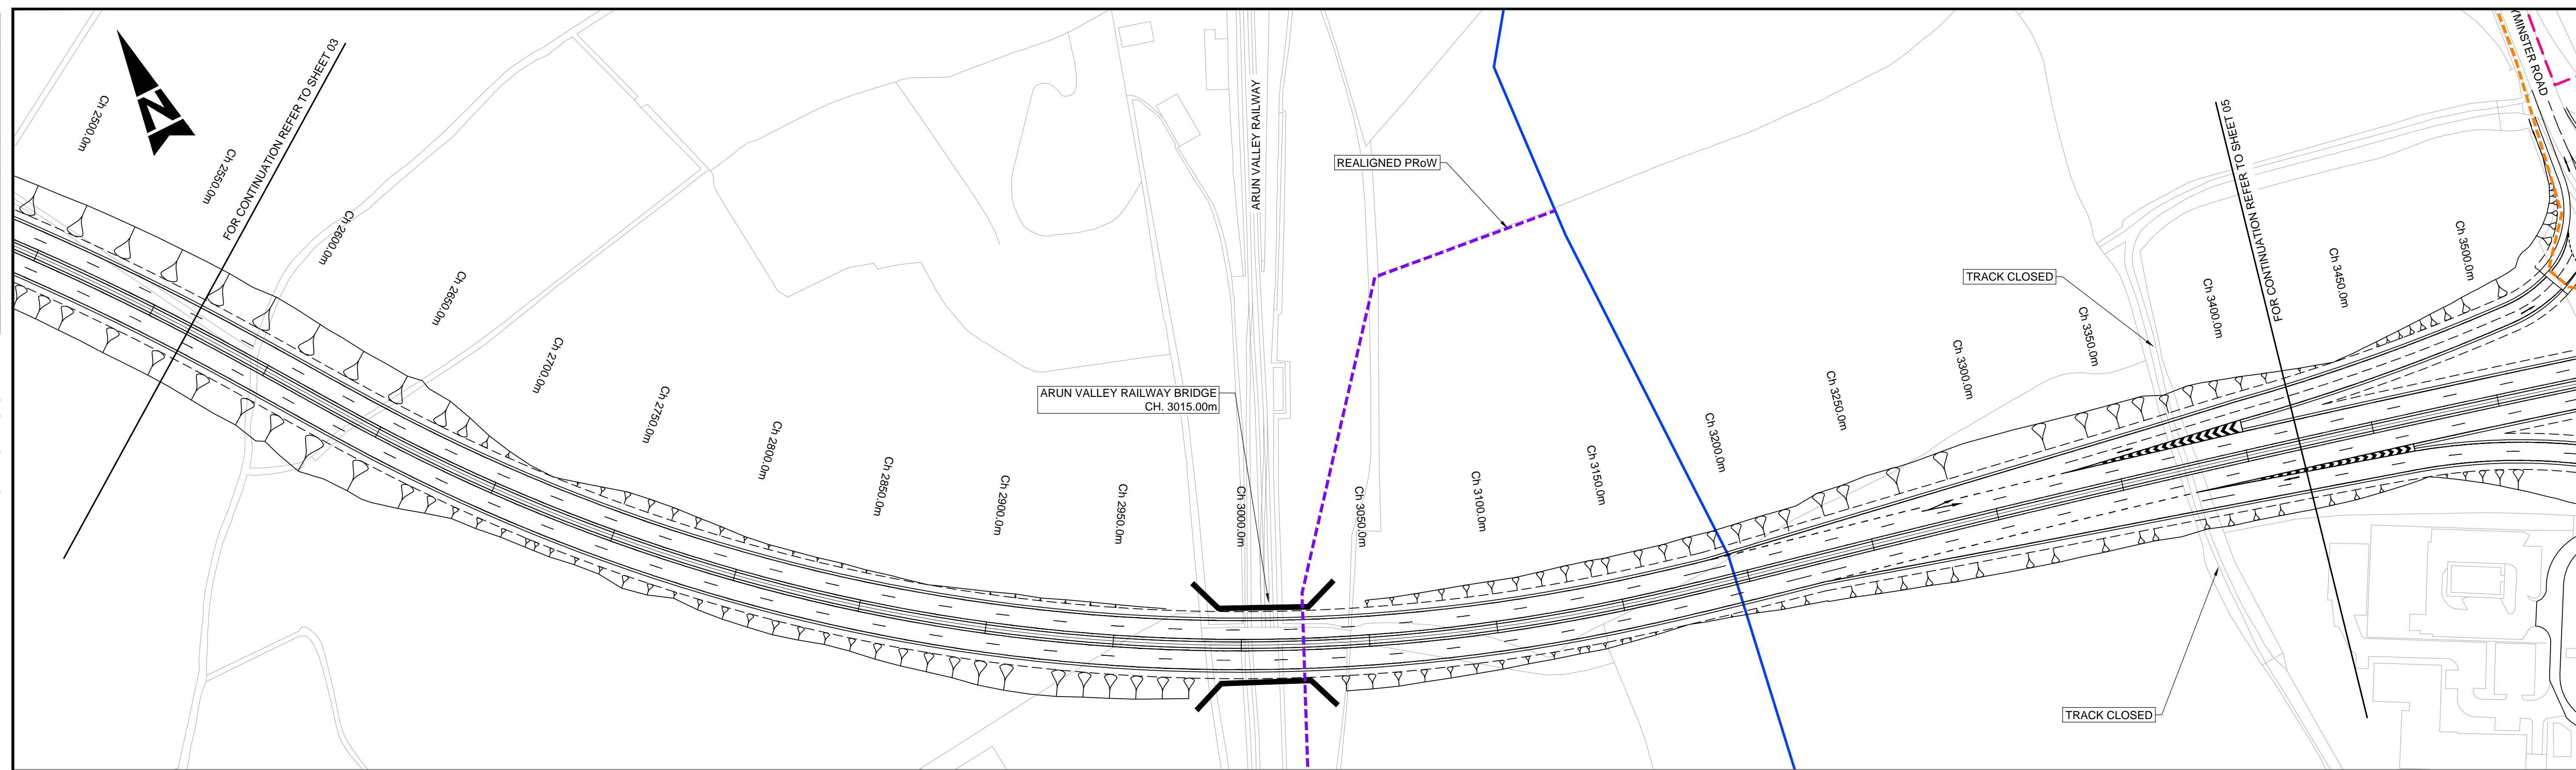 N
FOR CONTINUATION REFER TO SHEET 03
Ch 2500.0m
Ch 2550.0m
Ch 2600.0m
Ch 2650.0m
Ch 2700.0m
Ch 2750.0m
Ch 2800.0m
Ch 2850.0m
Ch 2900.0m
Ch 2950.0m
Ch 3000.0m
Ch 3050.0m
Ch 3100.0m
Ch 3150.0m
Ch 3200.0m
Ch 3250.0m
Ch 3300.0m
Ch 3350.0m
Ch 3400.0m
Ch 3450.0m
Ch 3500.0m
ARUN VALLEY RAILWAY
REALIGNED PRoW
ARUN VALLEY RAILWAY BRIDGE
CH. 3015.00m
TRACK CLOSED
FOR CONTINUATION REFER TO SHEET 05
YMINSTER ROAD
TRACK CLOSED